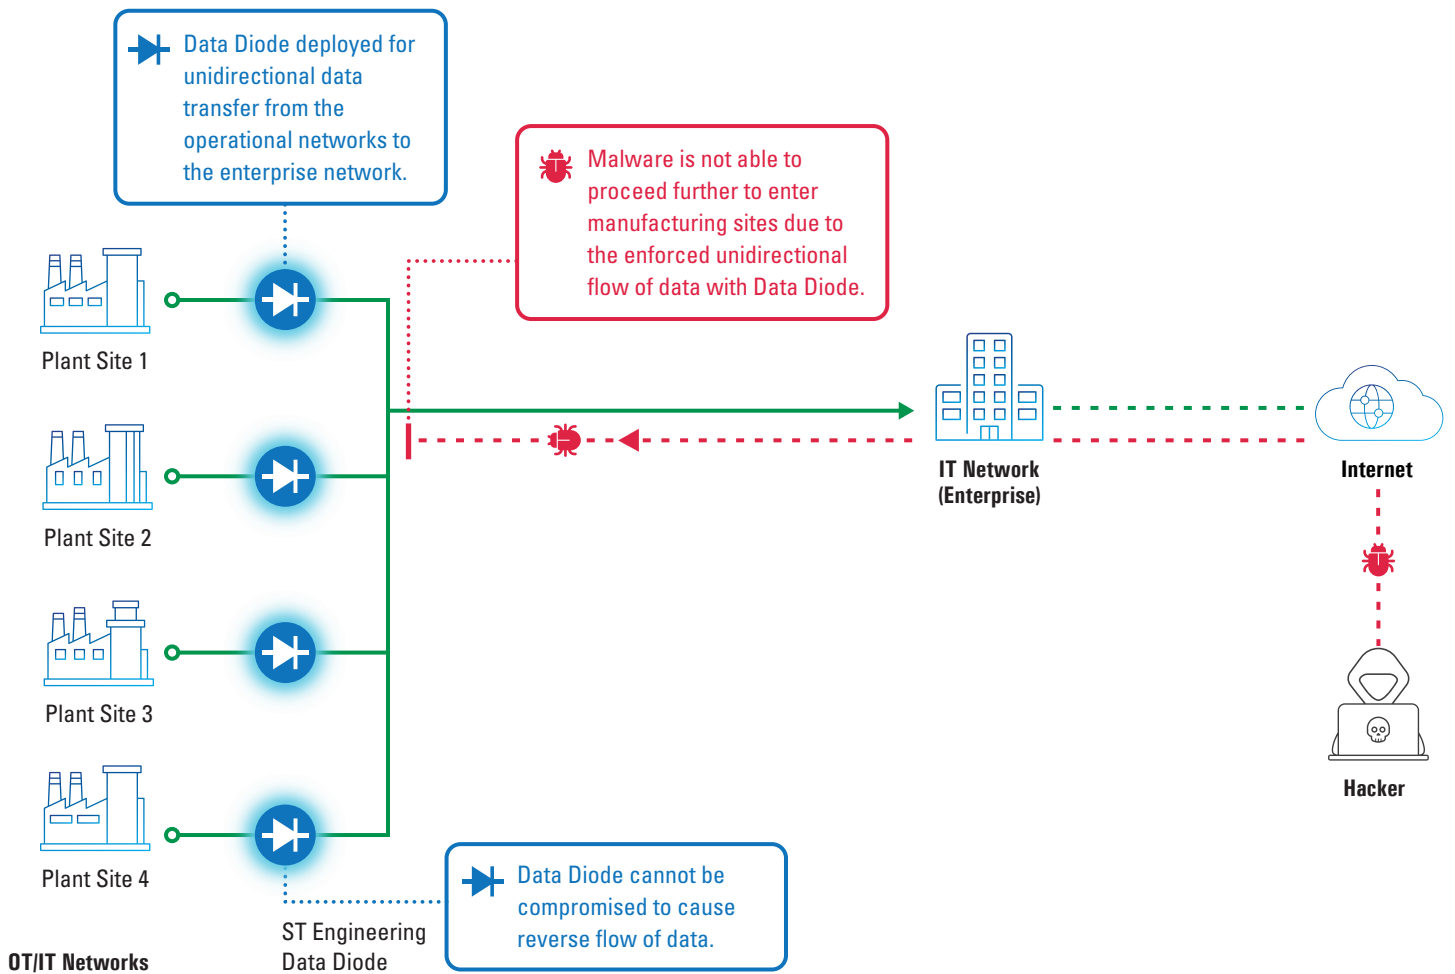 Data Diode deployed for
unidirectional data
transfer from the
operational networks to
the enterprise network.
Malware is not able to
proceed further to enter
manufacturing sites due to
the enforced unidirectional
flow of data with Data Diode.
Plant Site 1
IT Network
(Enterprise)
Internet
Plant Site 2
Plant Site 3
Hacker
Plant Site 4
Data Diode cannot be
compromised to cause
reverse flow of data.
ST Engineering
Data Diode
OT/IT Networks